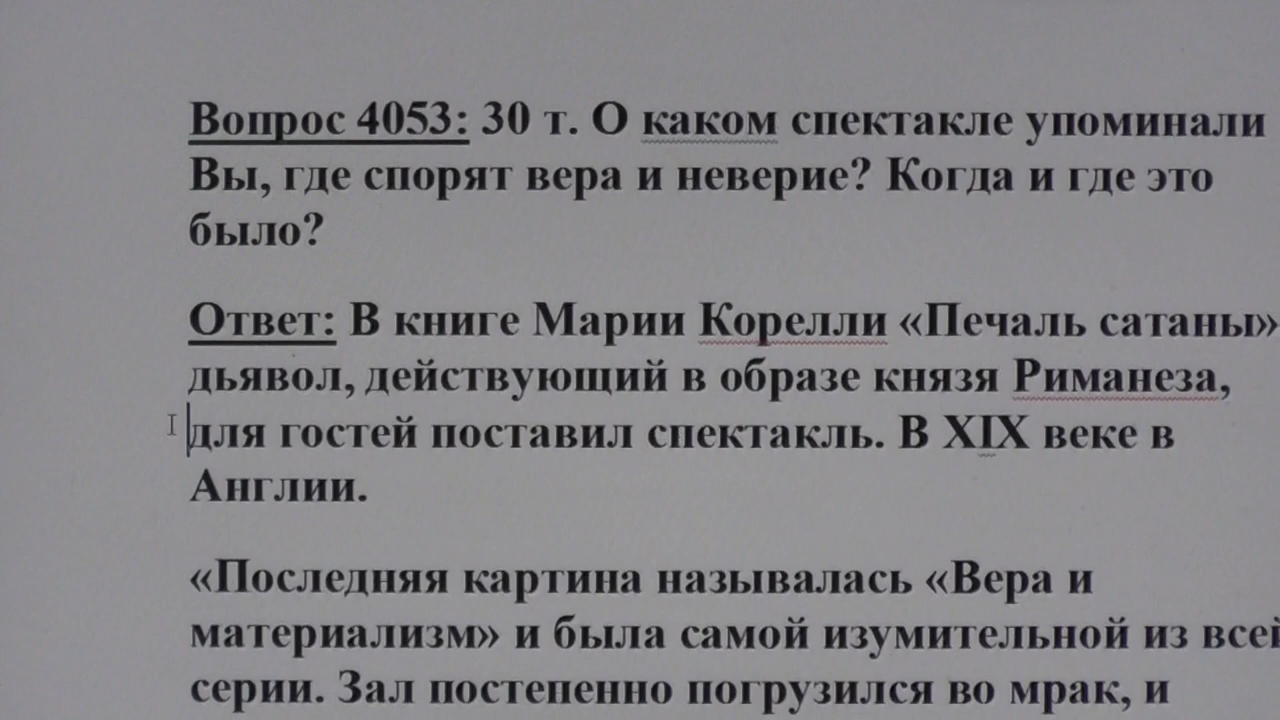 Вопрос 4053: 30 т. О каком спектакле упоминали
Вы, где спорят вера и неверие? Когда и где это
было?
Ответ: В книге Марии Корелли «Печаль сатаны»
дьявол, действующий в образе князя Риманеза,
для гостей поставил спектакль. В XIX веке в
Англии.
«Последняя картина называлась «Вера и
материализм» и была самой изумительной из всей
серии. Зал постепенно погрузился во мрак, и